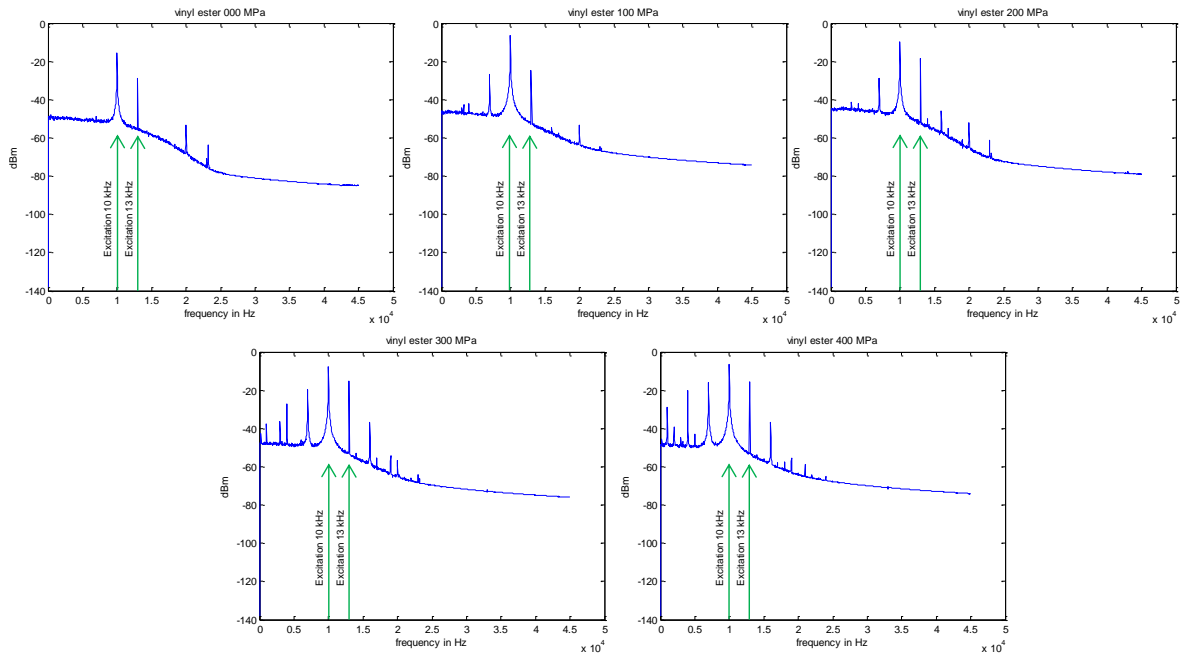 vinyl ester 000 MPa
0
-20
-40
-60
-80
-100
-120
-140
dBm
Excitation 10 kHz
Excitation 13 kHz
0 0.5 1 1.5 2 2.5 3 3.5 4 4.5 5
frequency in Hz
x 10^4
vinyl ester 100 MPa
0
-20
-40
-60
-80
-100
-120
-140
dBm
Excitation 10 kHz
Excitation 13 kHz
0 0.5 1 1.5 2 2.5 3 3.5 4 4.5 5
frequency in Hz
x 10^4
vinyl ester 200 MPa
0
-20
-40
-60
-80
-100
-120
-140
dBm
Excitation 10 kHz
Excitation 13 kHz
0 0.5 1 1.5 2 2.5 3 3.5 4 4.5 5
frequency in Hz
x 10^4
vinyl ester 300 MPa
0
-20
-40
-60
-80
-100
-120
-140
dBm
Excitation 10 kHz
Excitation 13 kHz
0 0.5 1 1.5 2 2.5 3 3.5 4 4.5 5
frequency in Hz
x 10^4
vinyl ester 400 MPa
0
-20
-40
-60
-80
-100
-120
-140
dBm
Excitation 10 kHz
Excitation 13 kHz
0 0.5 1 1.5 2 2.5 3 3.5 4 4.5 5
frequency in Hz
x 10^4